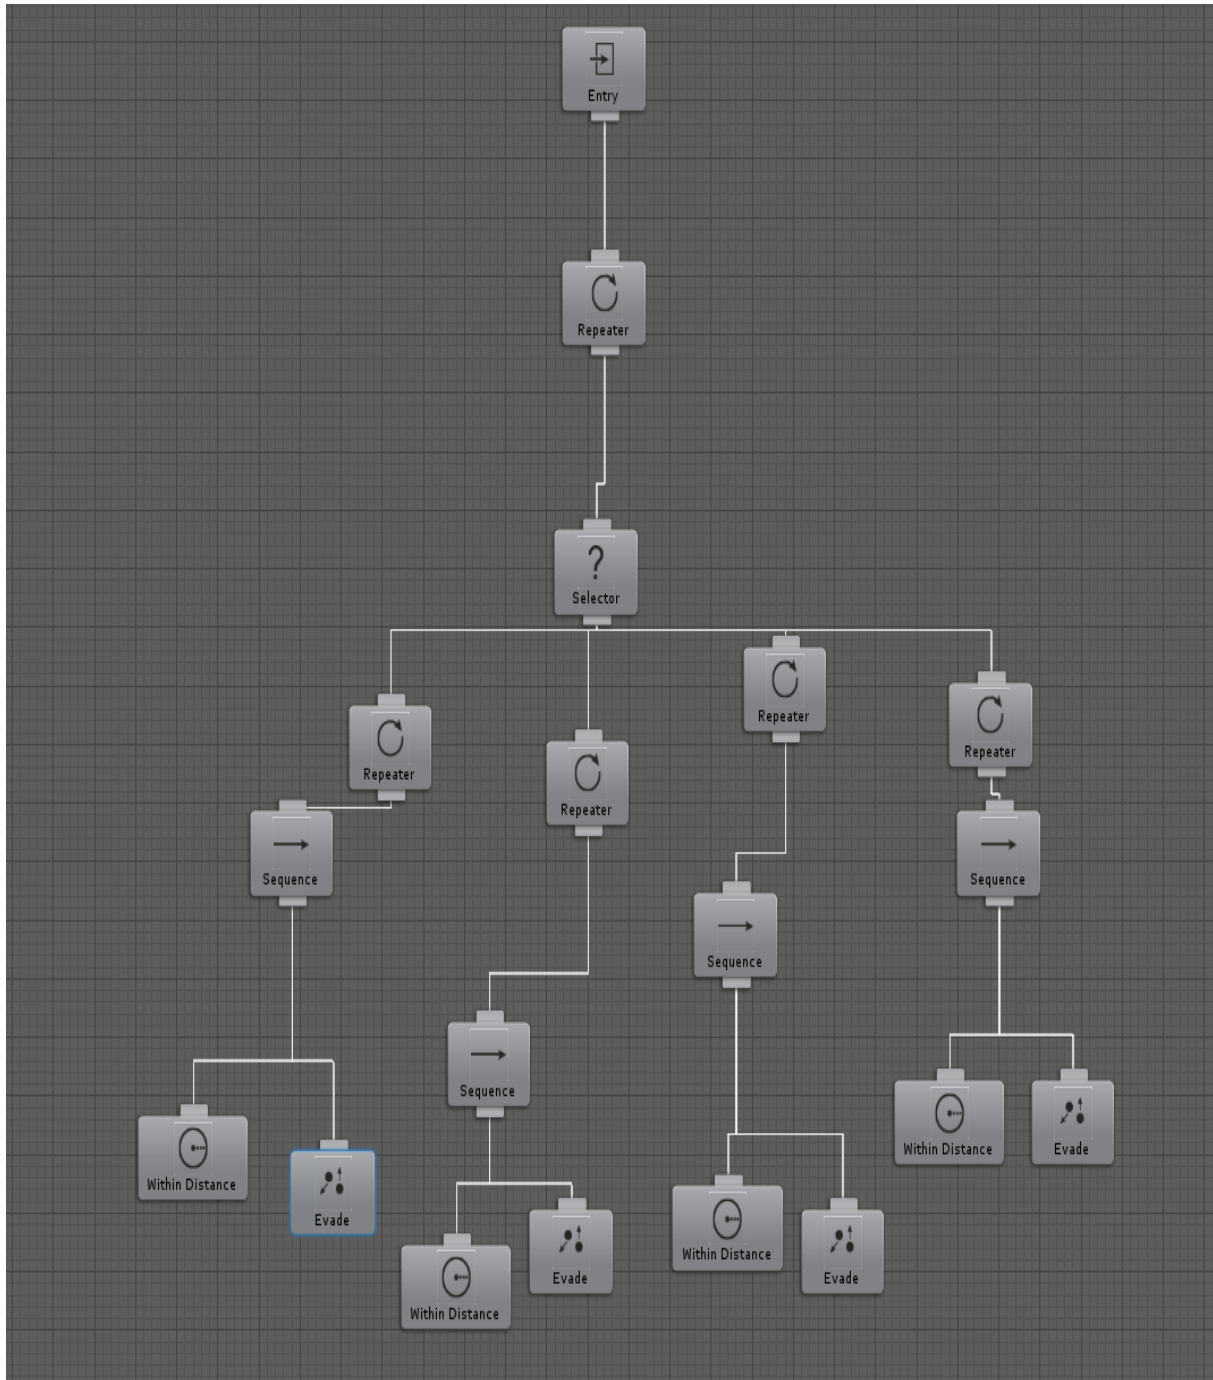 Entry
Repeater
?
Selector
Repeater
Repeater
Repeater
Repeater
Sequence
Sequence
Sequence
Sequence
Within Distance
Evade
Within Distance
Evade
Within Distance
Evade
Within Distance
Evade